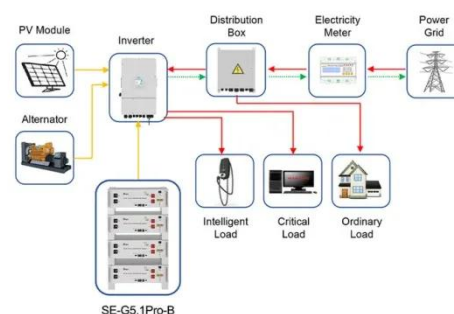 PV Module
Inverter
Distribution
Box
Electricity
Meter
Power
Grid
Alternator
Intelligent
Load
Critical
Load
Ordinary
Load
SE-G5.1Pro-B